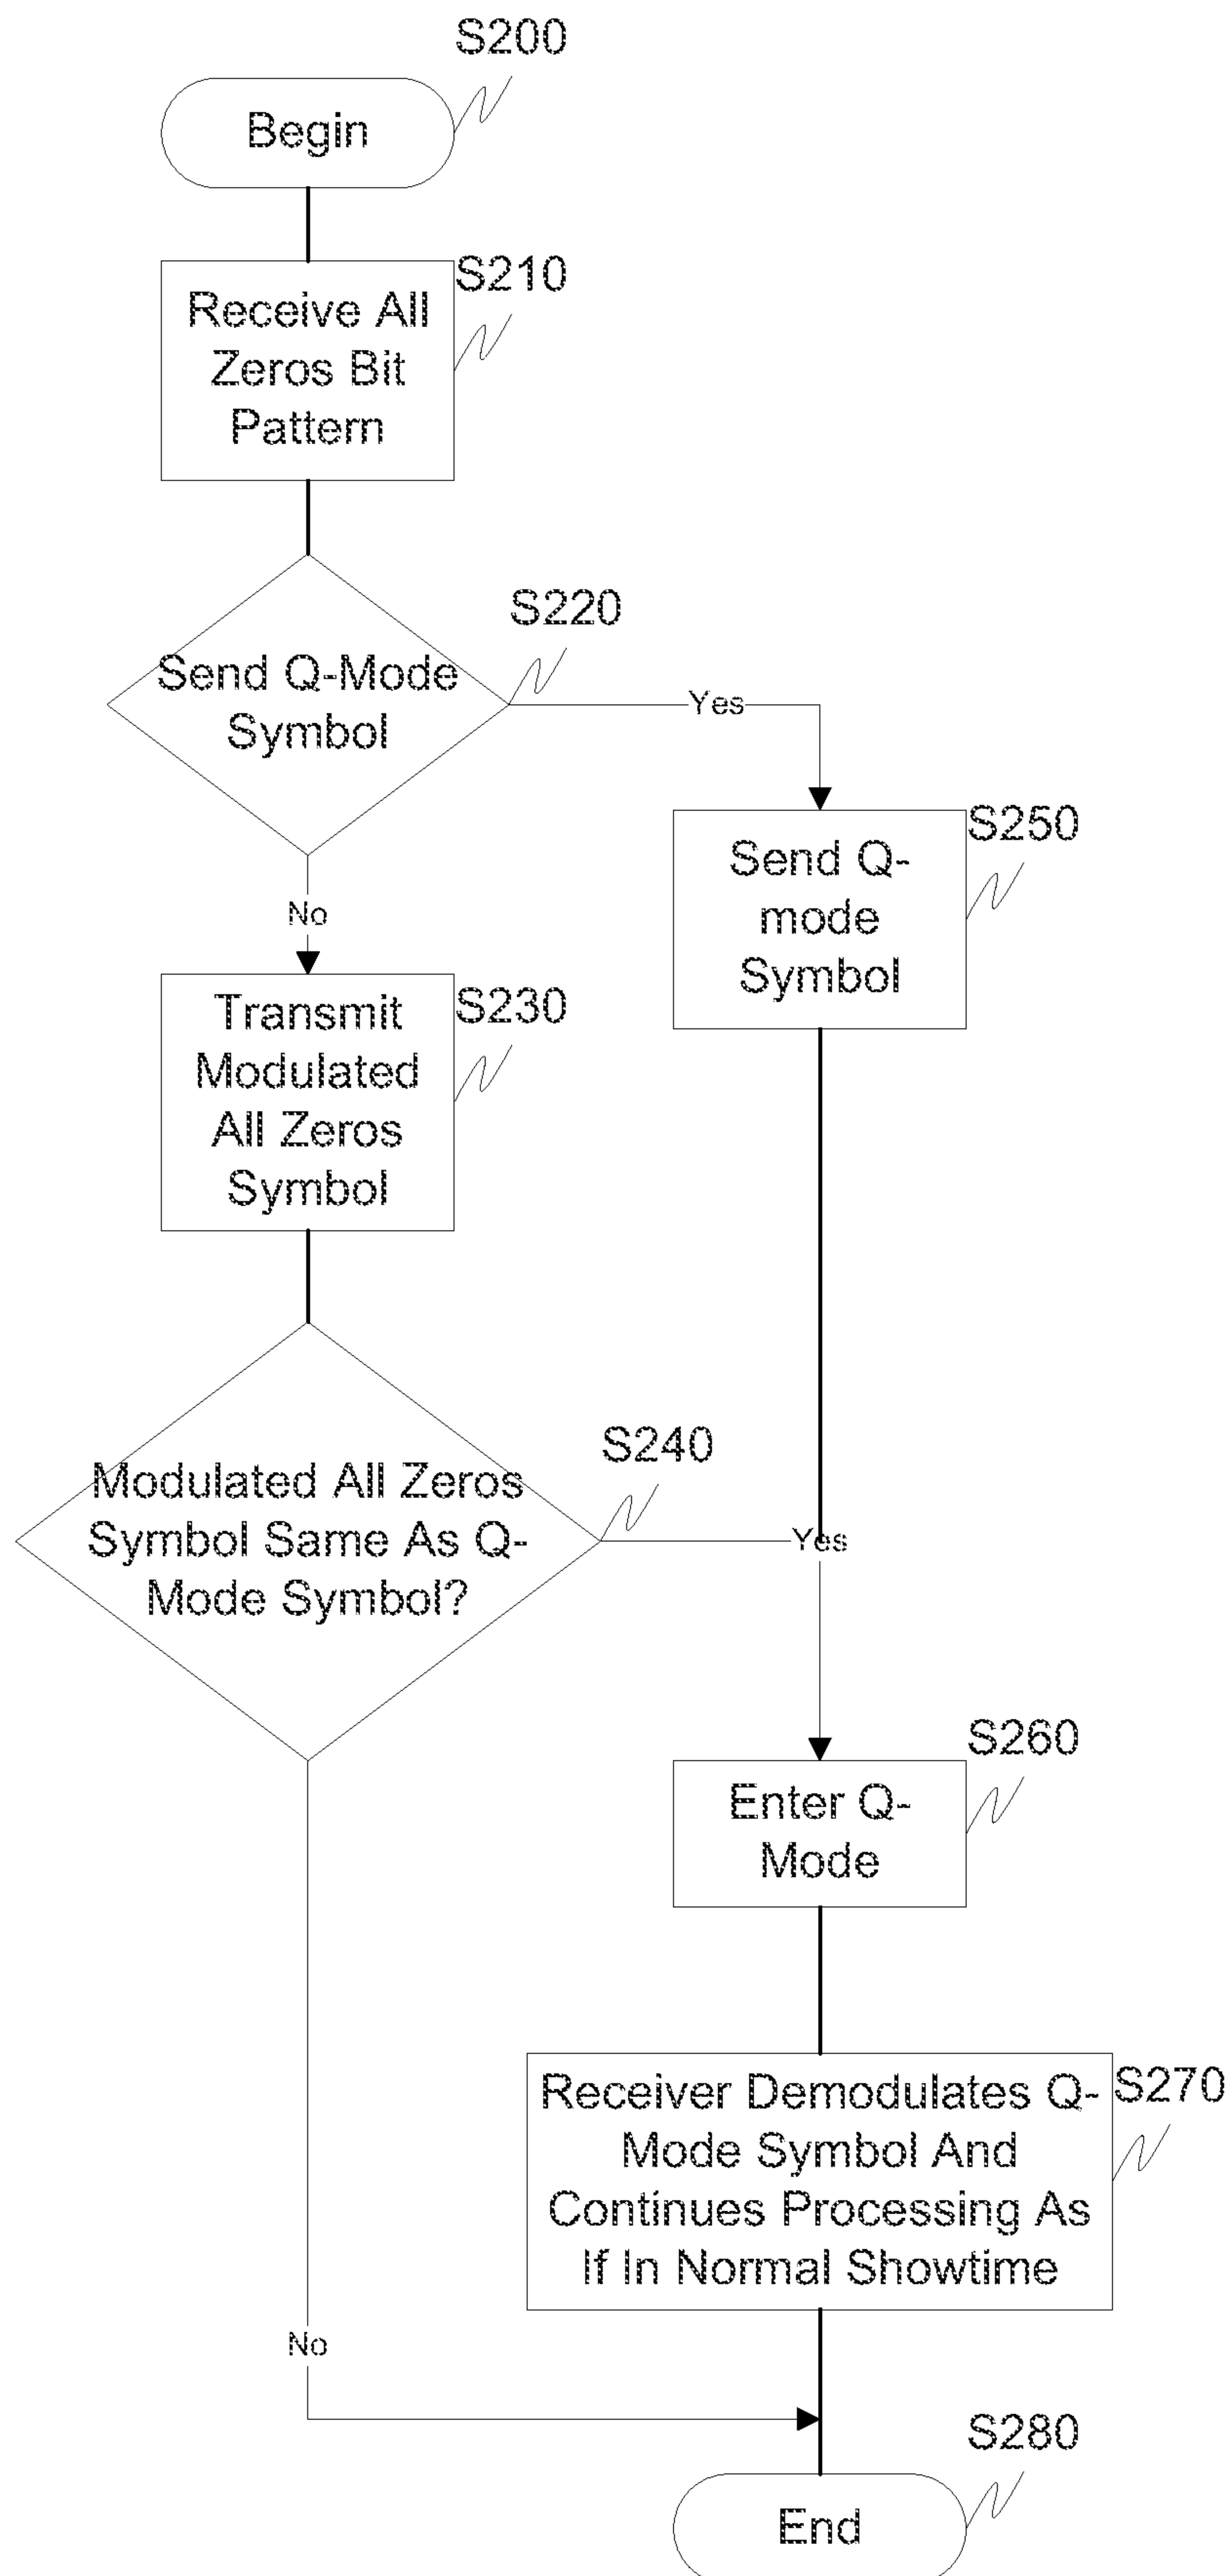 S200
Begin
S210
Receive All
Zeros Bit
Pattern
S220
Send Q-Mode
Symbol
Yes
S250
Send Q-
mode
Symbol
No
S230
Transmit
Modulated
All Zeros
Symbol
S240
Modulated All Zeros
Symbol Same As Q-
Mode Symbol?
Yes
S260
Enter Q-
Mode
S270
Receiver Demodulates Q-
Mode Symbol And
Continues Processing As
If In Normal Showtime
No
S280
End